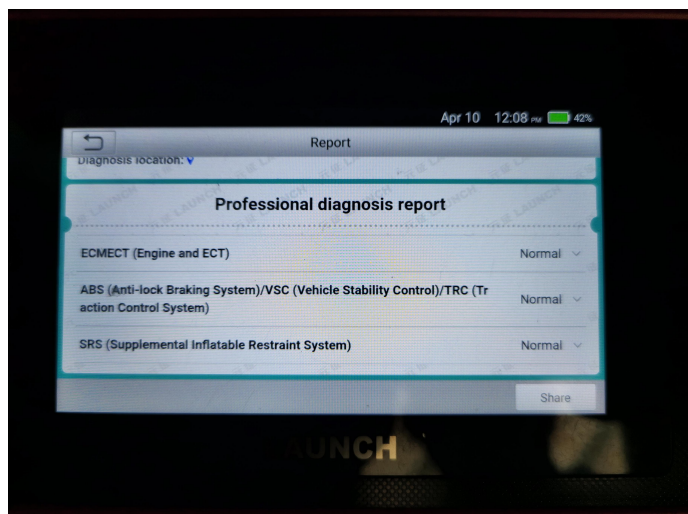 Apr 10 12:08 PM 42%
Report
Diagnosis location:
Professional diagnosis report
ECMECT (Engine and ECT) Normal
ABS (Anti-lock Braking System)/VSC (Vehicle Stability Control)/TRC (Tr
action Control System) Normal
SRS (Supplemental Inflatable Restraint System) Normal
Share
LAUNCH